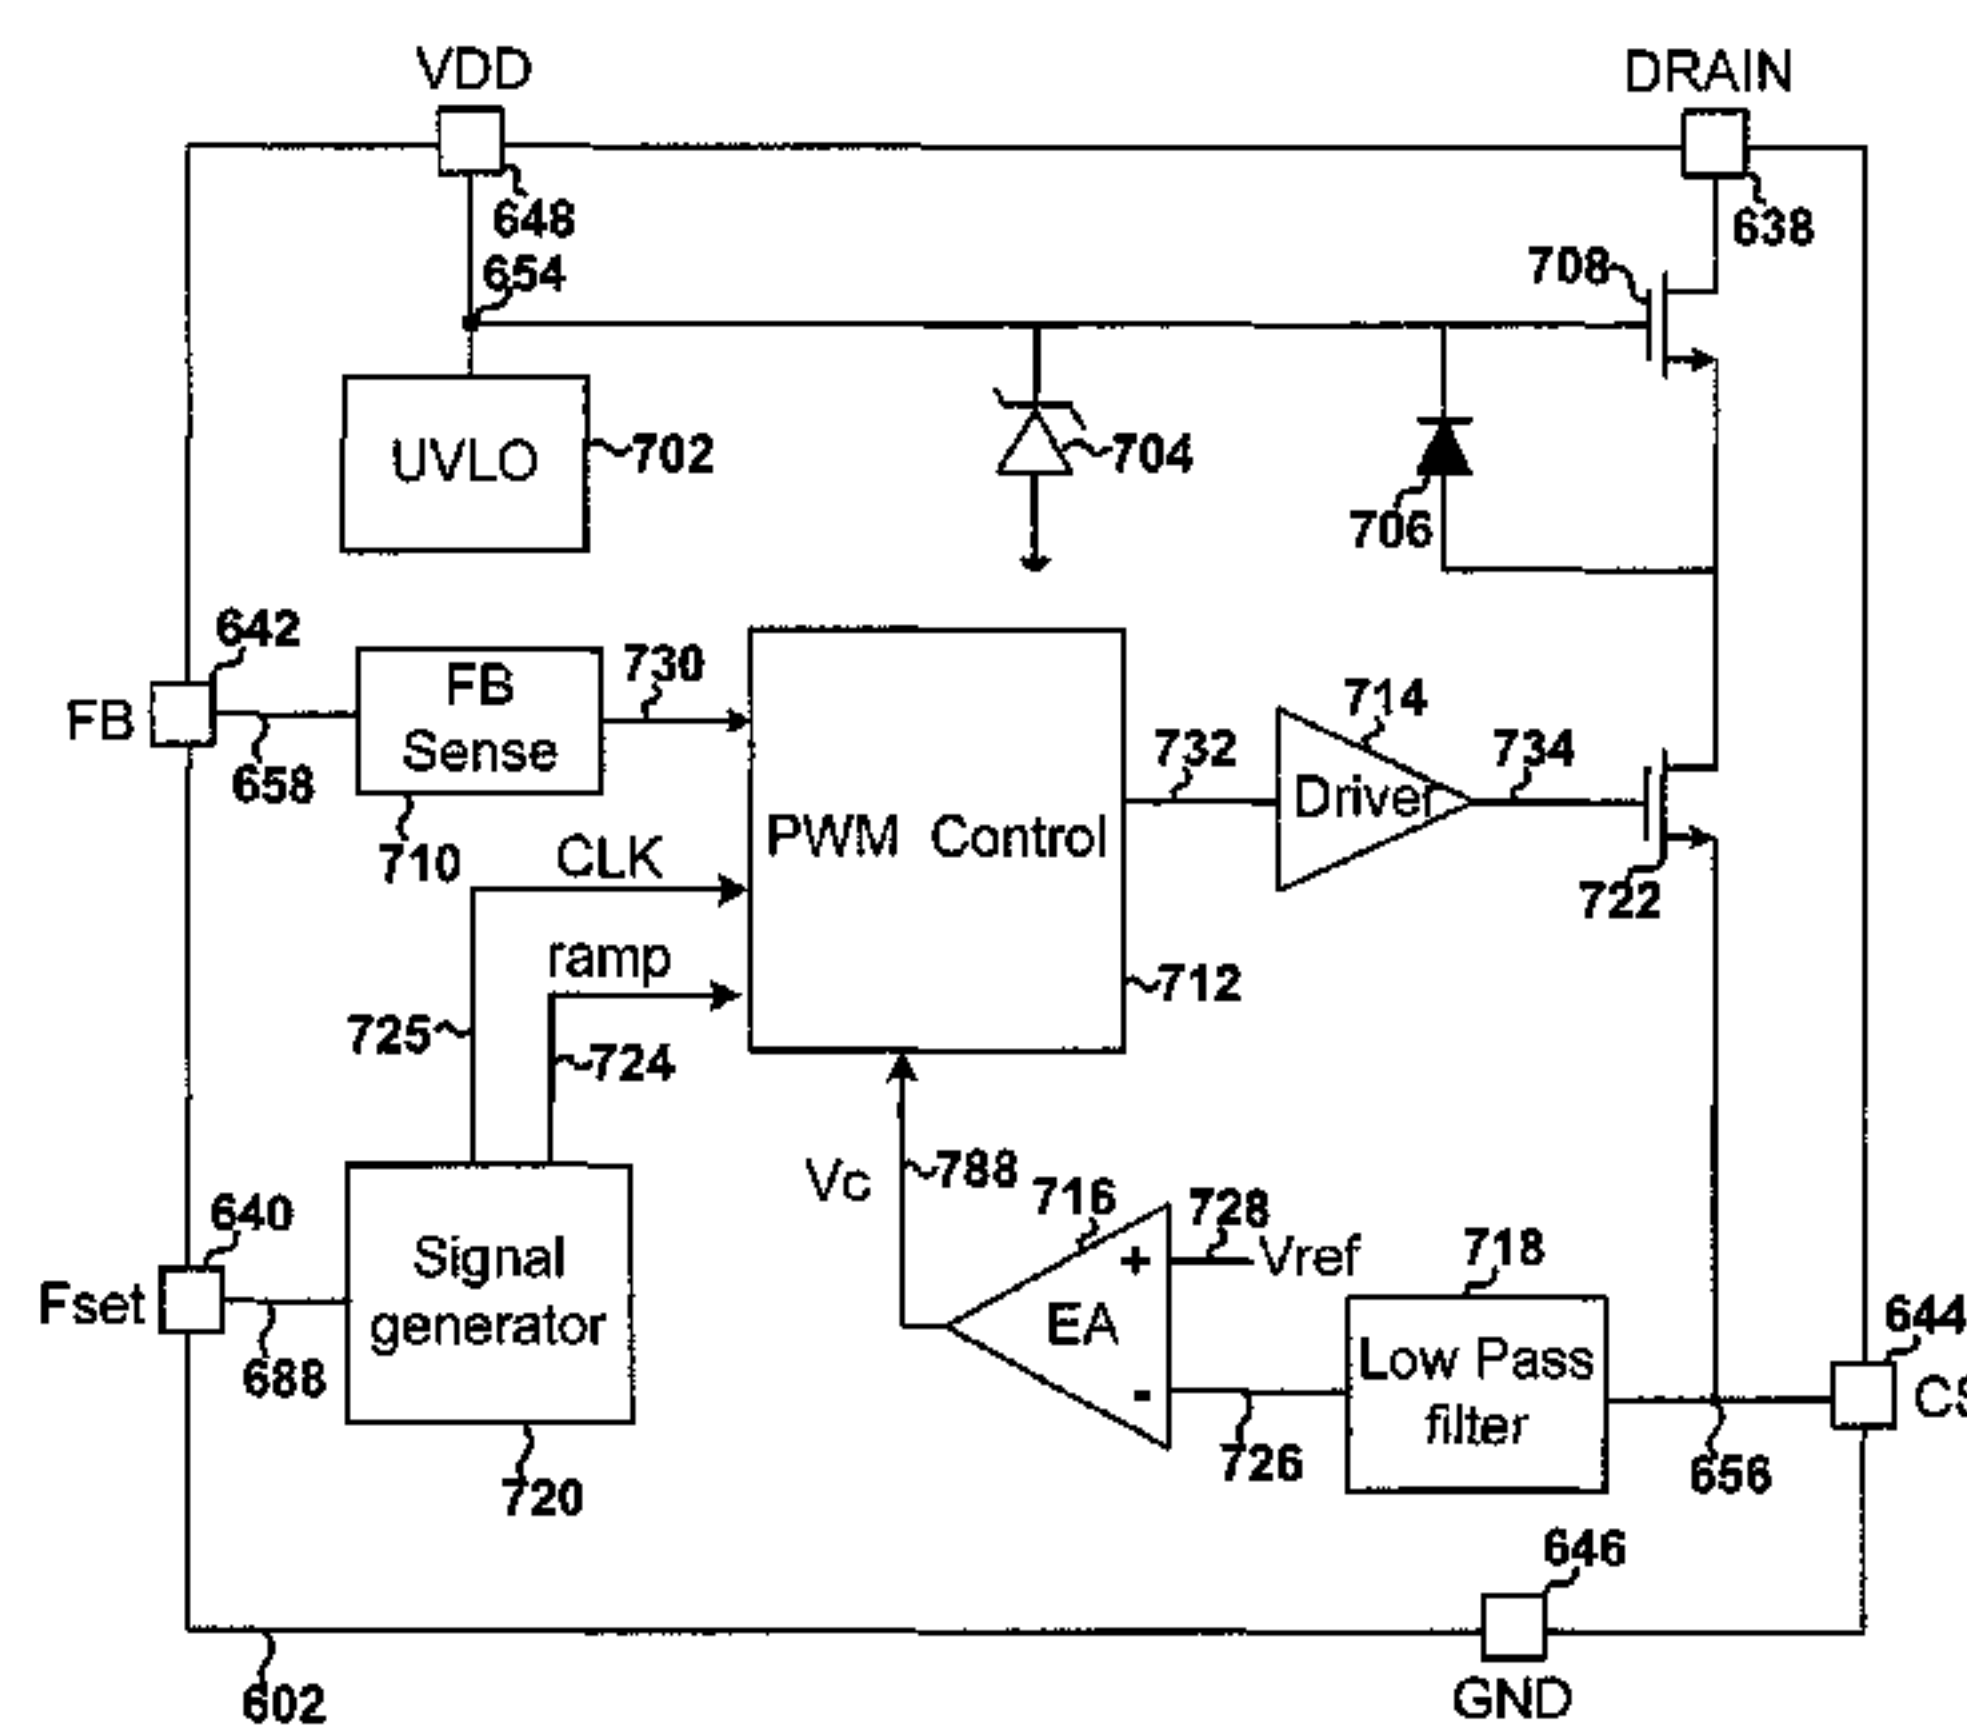 VDD
DRAIN
648
638
654
708
UVLO
702
704
706
642
FB
FB
Sense
730
658
710
PWM Control
732
714
Driver
734
722
CLK
ramp
725
724
712
Vc
788
716
728
Vref
+
EA
-
718
Low Pass
filter
726
656
644
CS
640
Fset
688
Signal
generator
720
646
GND
602